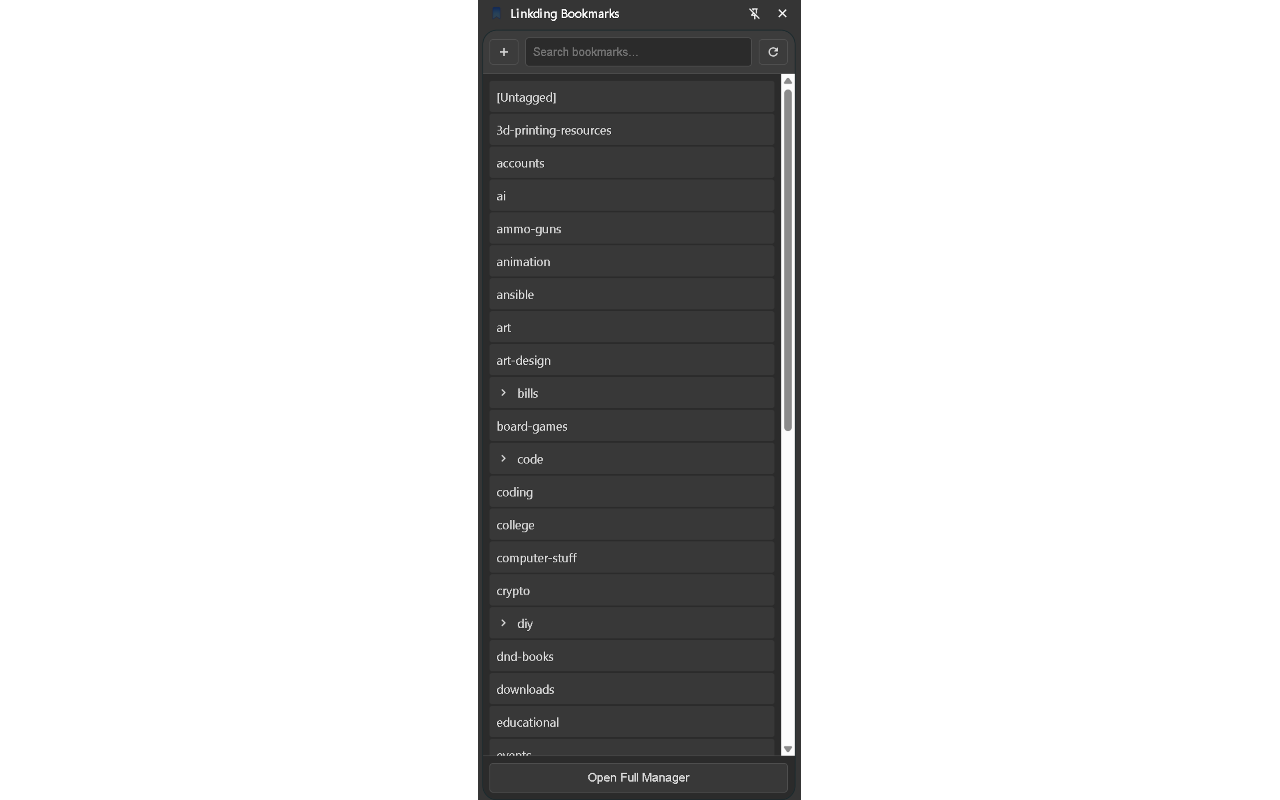 Linkding Bookmarks
Search bookmarks...
[Untagged]
3d-printing-resources
accounts
ai
ammo-guns
animation
ansible
art
art-design
bills
board-games
code
coding
college
computer-stuff
crypto
diy
dnd-books
downloads
educational
events
Open Full Manager